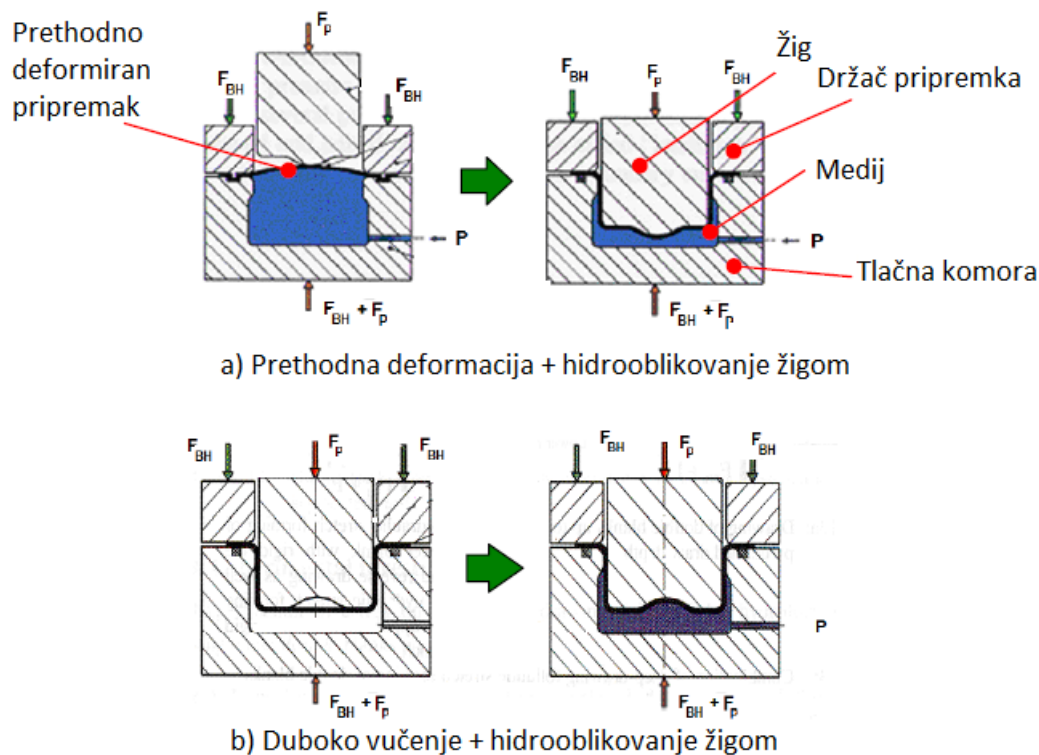 Prethodno
deformiran
pripremak
F_p
F_BH
F_BH
P
F_BH + F_p
F_BH
F_p
F_BH
Žig
Držač pripremka
Medij
P
Tlačna komora
F_BH + F_p
a) Prethodna deformacija + hidrooblikovanje žigom
F_BH
F_p
F_BH
F_BH + F_p
F_BH
F_p
F_BH
P
F_BH + F_p
b) Duboko vučenje + hidrooblikovanje žigom